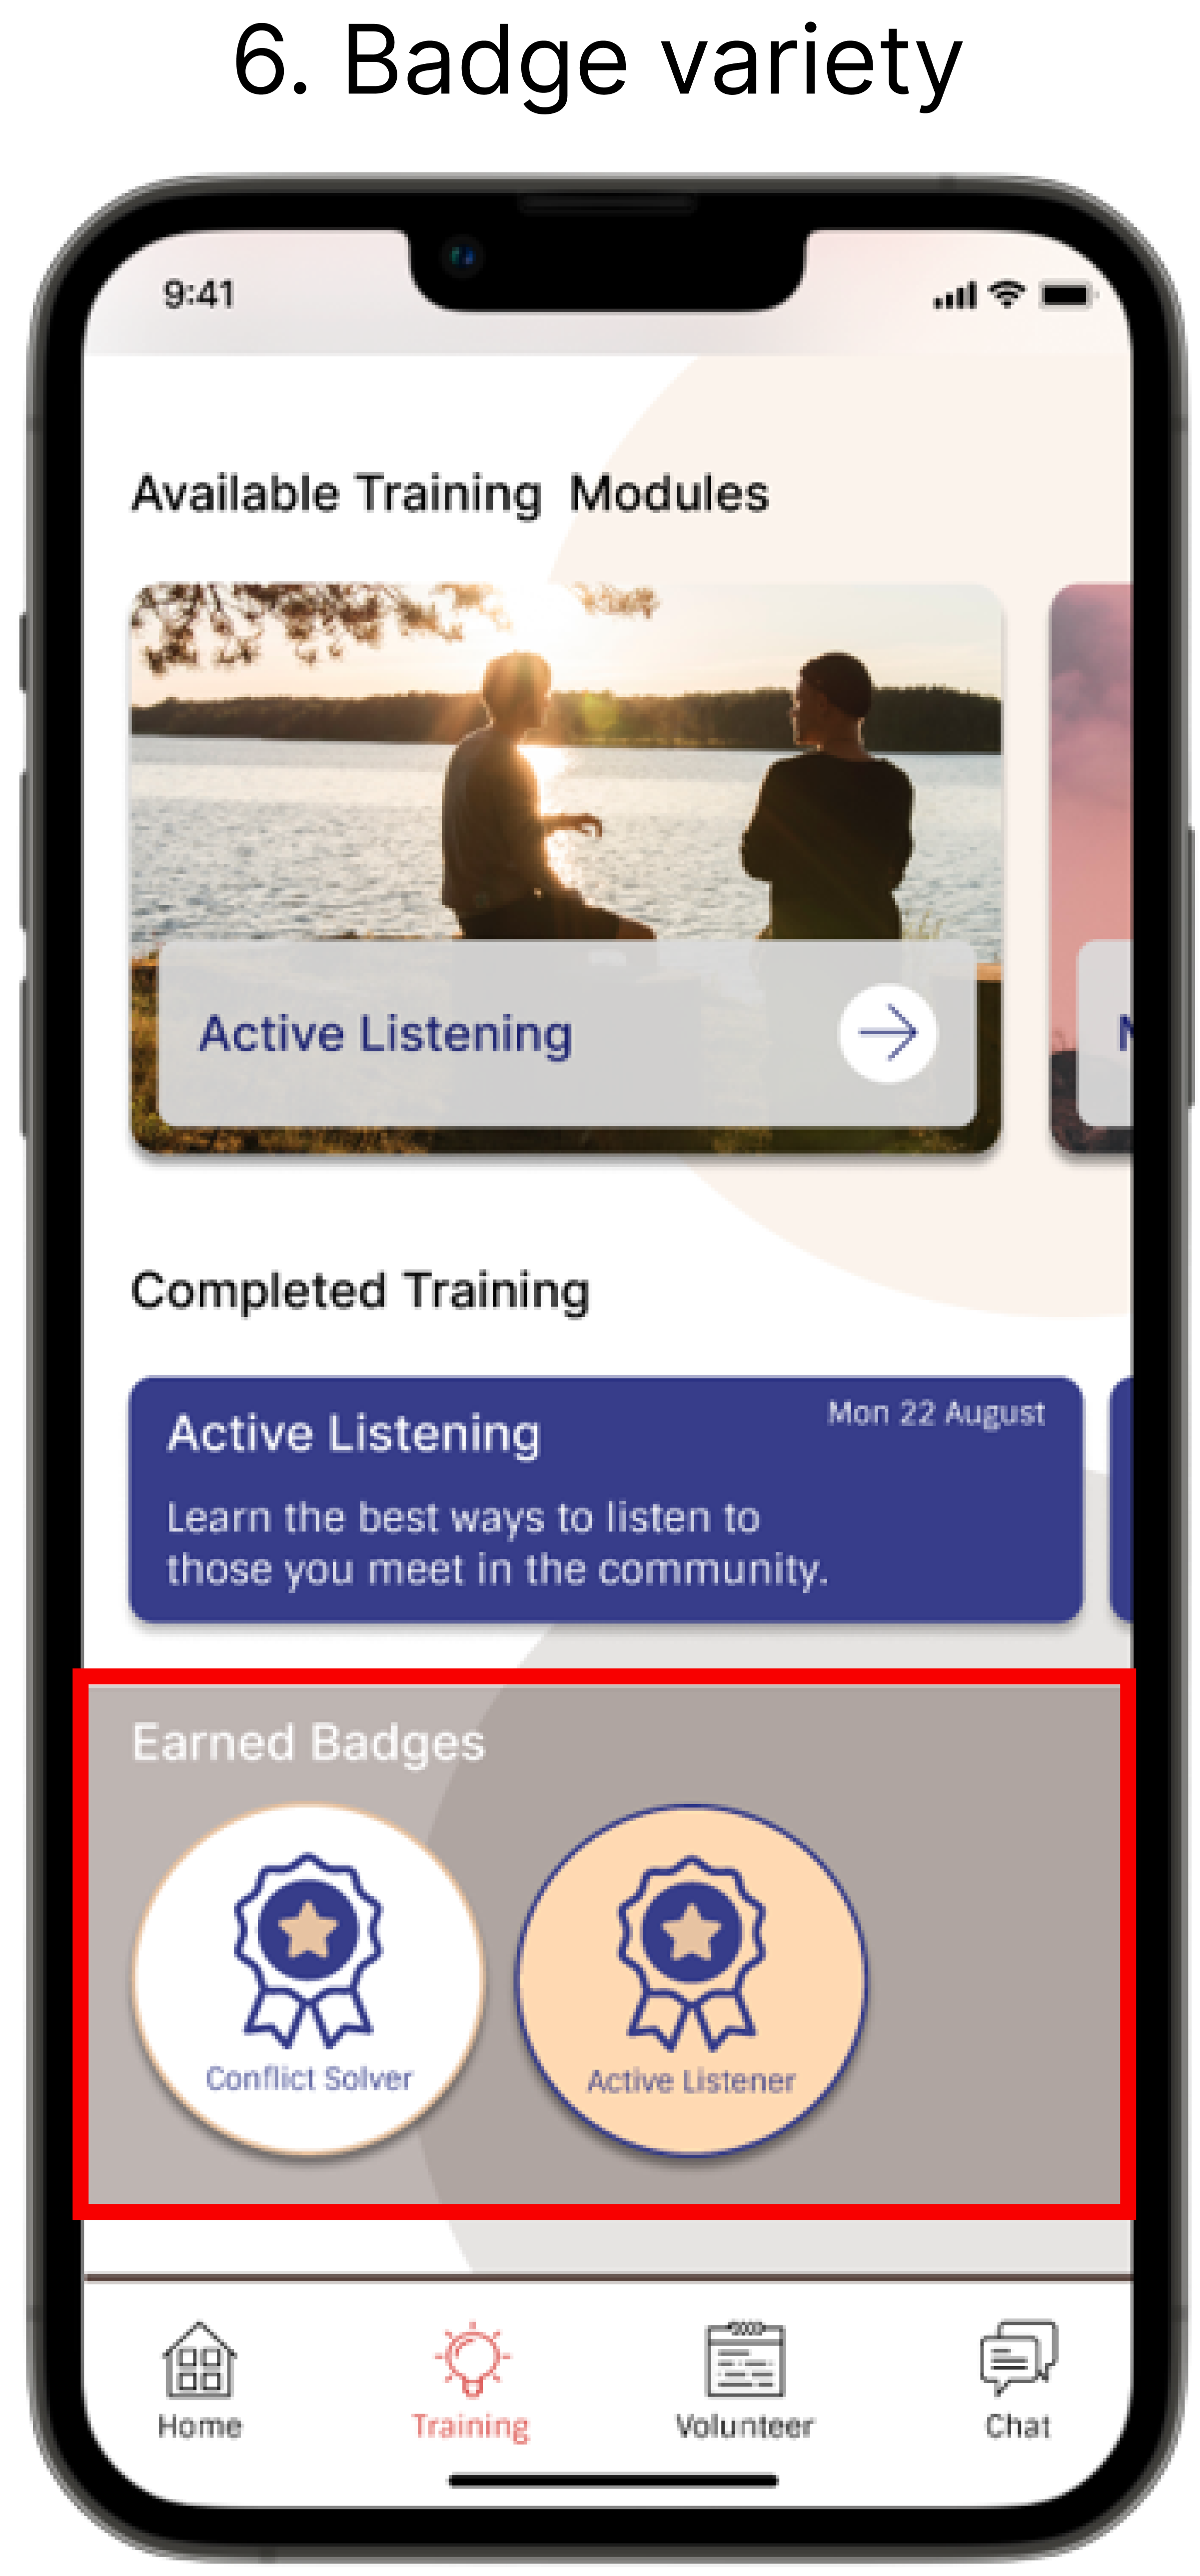 6. Badge variety
9:41
Available Training Modules
Active Listening
Completed Training
Active Listening
Mon 22 August
Learn the best ways to listen to
those you meet in the community.
Earned Badges
Conflict Solver
Active Listener
Home
Training
Volunteer
Chat